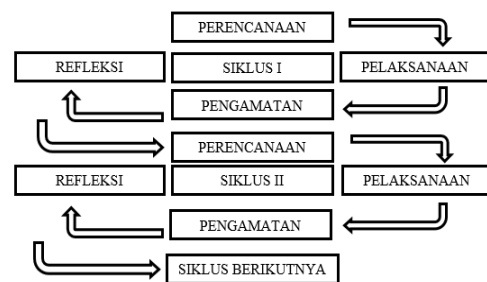 PERENCANAAN
REFLEKSI
SIKLUS I
PELAKSANAAN
PENGAMATAN
PERENCANAAN
REFLEKSI
SIKLUS II
PELAKSANAAN
PENGAMATAN
SIKLUS BERIKUTNYA